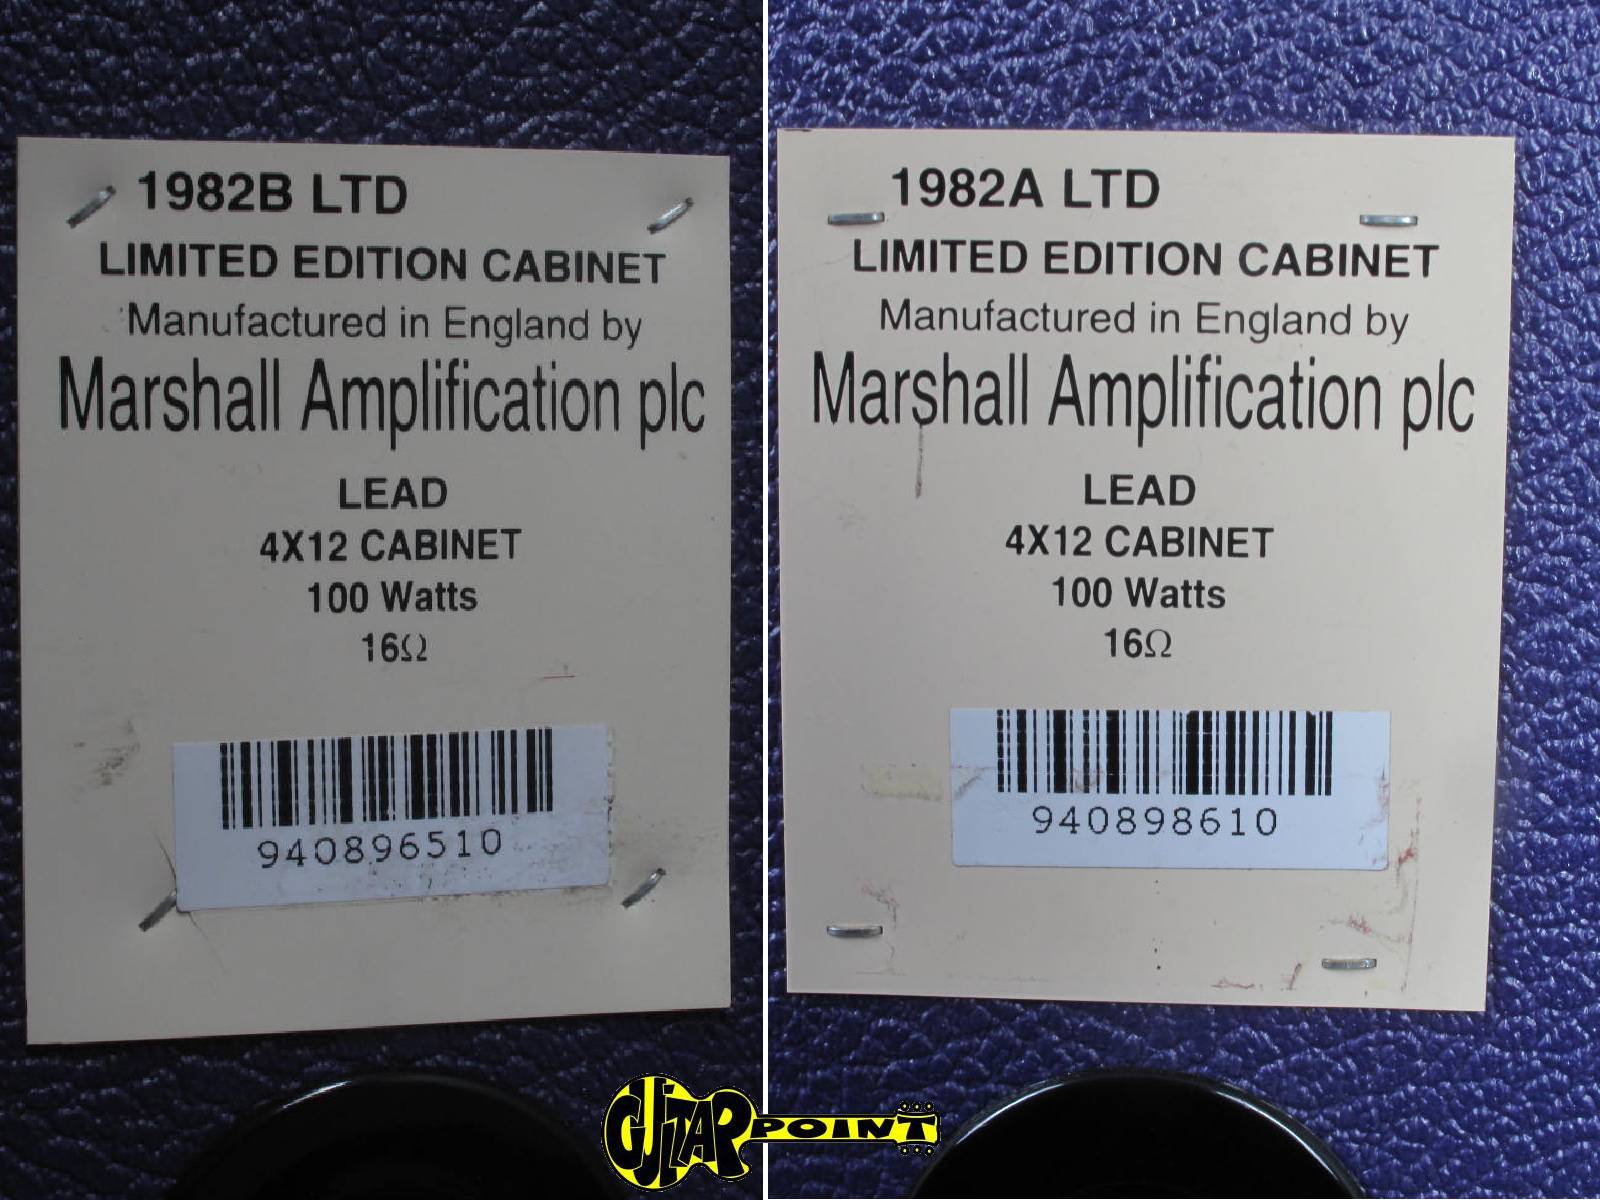 1982B LTD
LIMITED EDITION CABINET
Manufactured in England by
Marshall Amplification plc
LEAD
4X12 CABINET
100 Watts
16Ω
940896510
1982A LTD
LIMITED EDITION CABINET
Manufactured in England by
Marshall Amplification plc
LEAD
4X12 CABINET
100 Watts
16Ω
940898610
GUITAR POINT